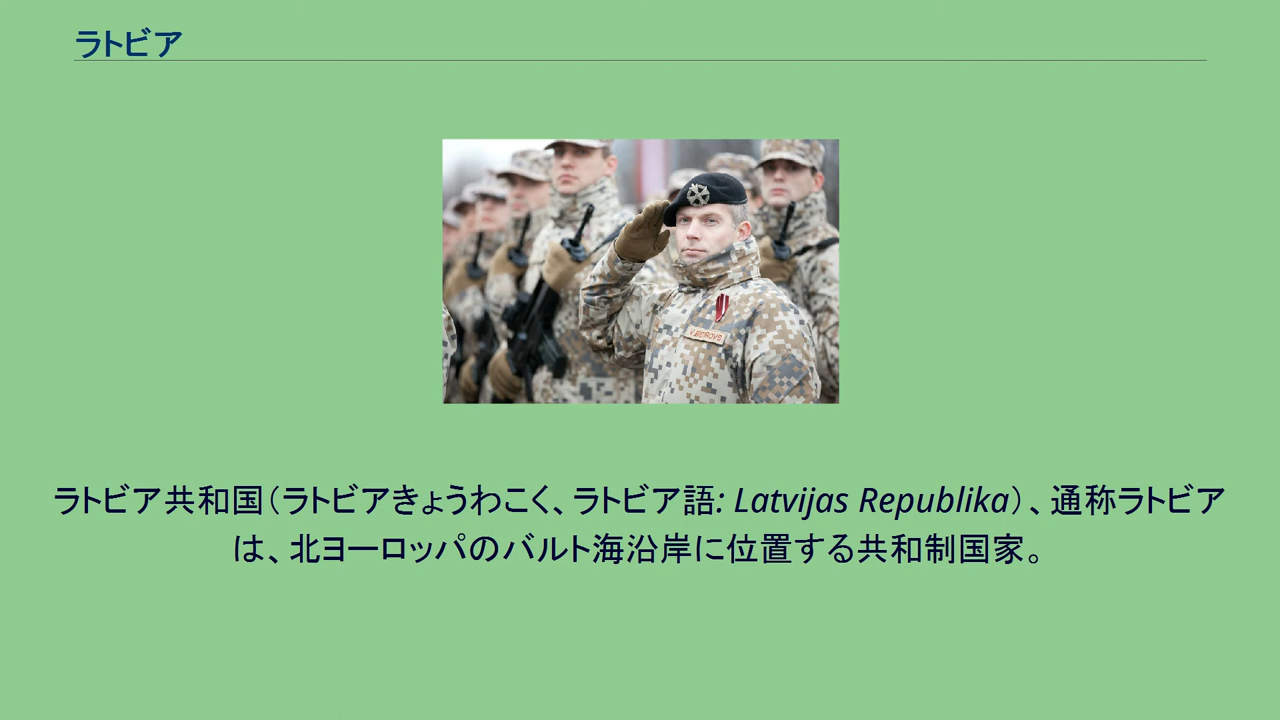 ラトビア
ラトビア共和国（ラトビアきょうわこく、ラトビア語: Latvijas Republika）、通称ラトビア
は、北ヨーロッパのバルト海沿岸に位置する共和制国家。